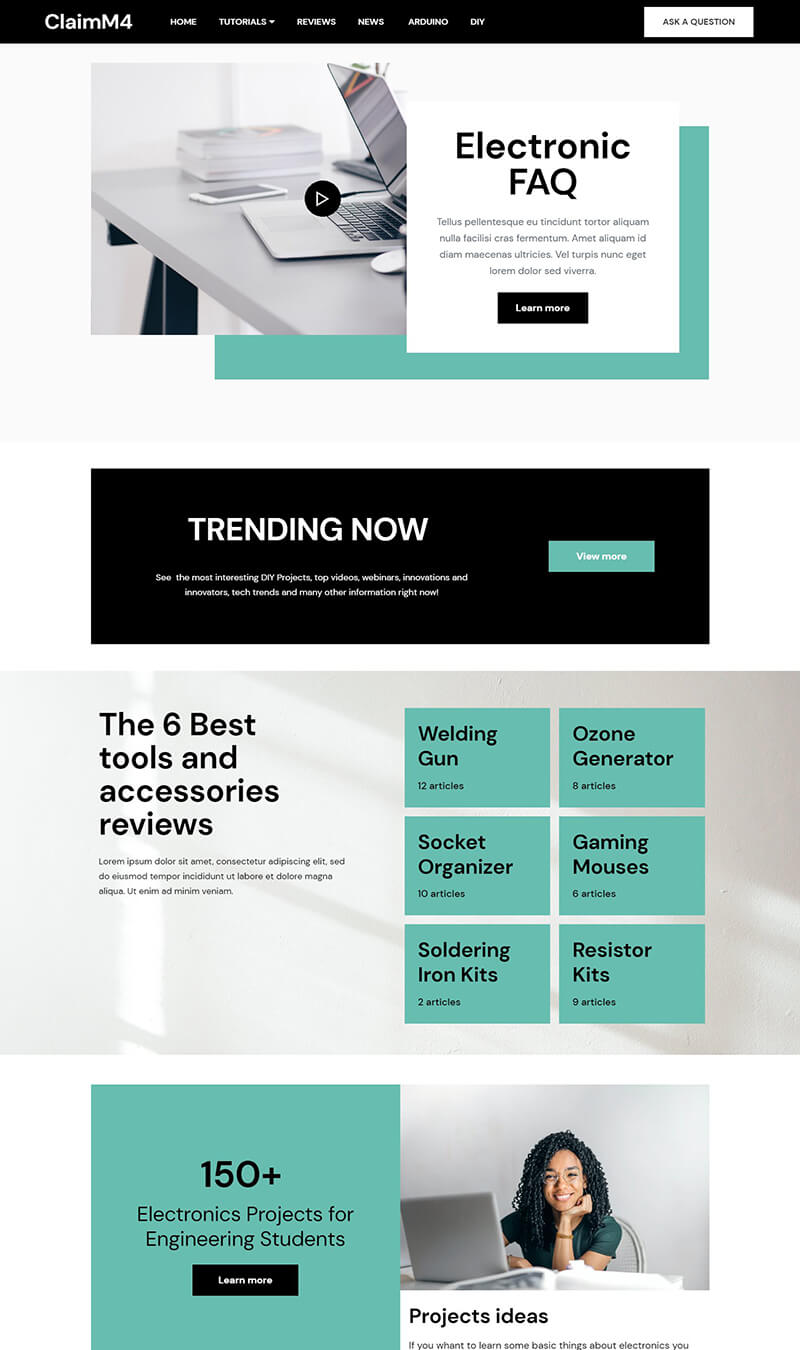 ClaimM4 HOME TUTORIALS REVIEWS NEWS ARDUINO DIY ASK A QUESTION
Electronic
FAQ
Tellus pellentesque eu tincidunt tortor aliquam
nulla facilisi cras fermentum. Amet aliquam id
diam maecenas ultricies. Vel turpis nunc eget
lorem dolor sed viverra.
Learn more
TRENDING NOW
See the most interesting DIY Projects, top videos, webinars, innovations and
innovators, tech trends and many other information right now!
View more
The 6 Best
tools and
accessories
reviews
Lorem ipsum dolor sit amet, consectetur adipiscing elit, sed
do eiusmod tempor incididunt ut labore et dolore magna
aliqua. Ut enim ad minim veniam.
Welding
Gun
12 articles
Ozone
Generator
8 articles
Socket
Organizer
10 articles
Gaming
Mouses
6 articles
Soldering
Iron Kits
2 articles
Resistor
Kits
9 articles
150+
Electronics Projects for
Engineering Students
Learn more
Projects ideas
If you whant to learn some basic things about electronics you